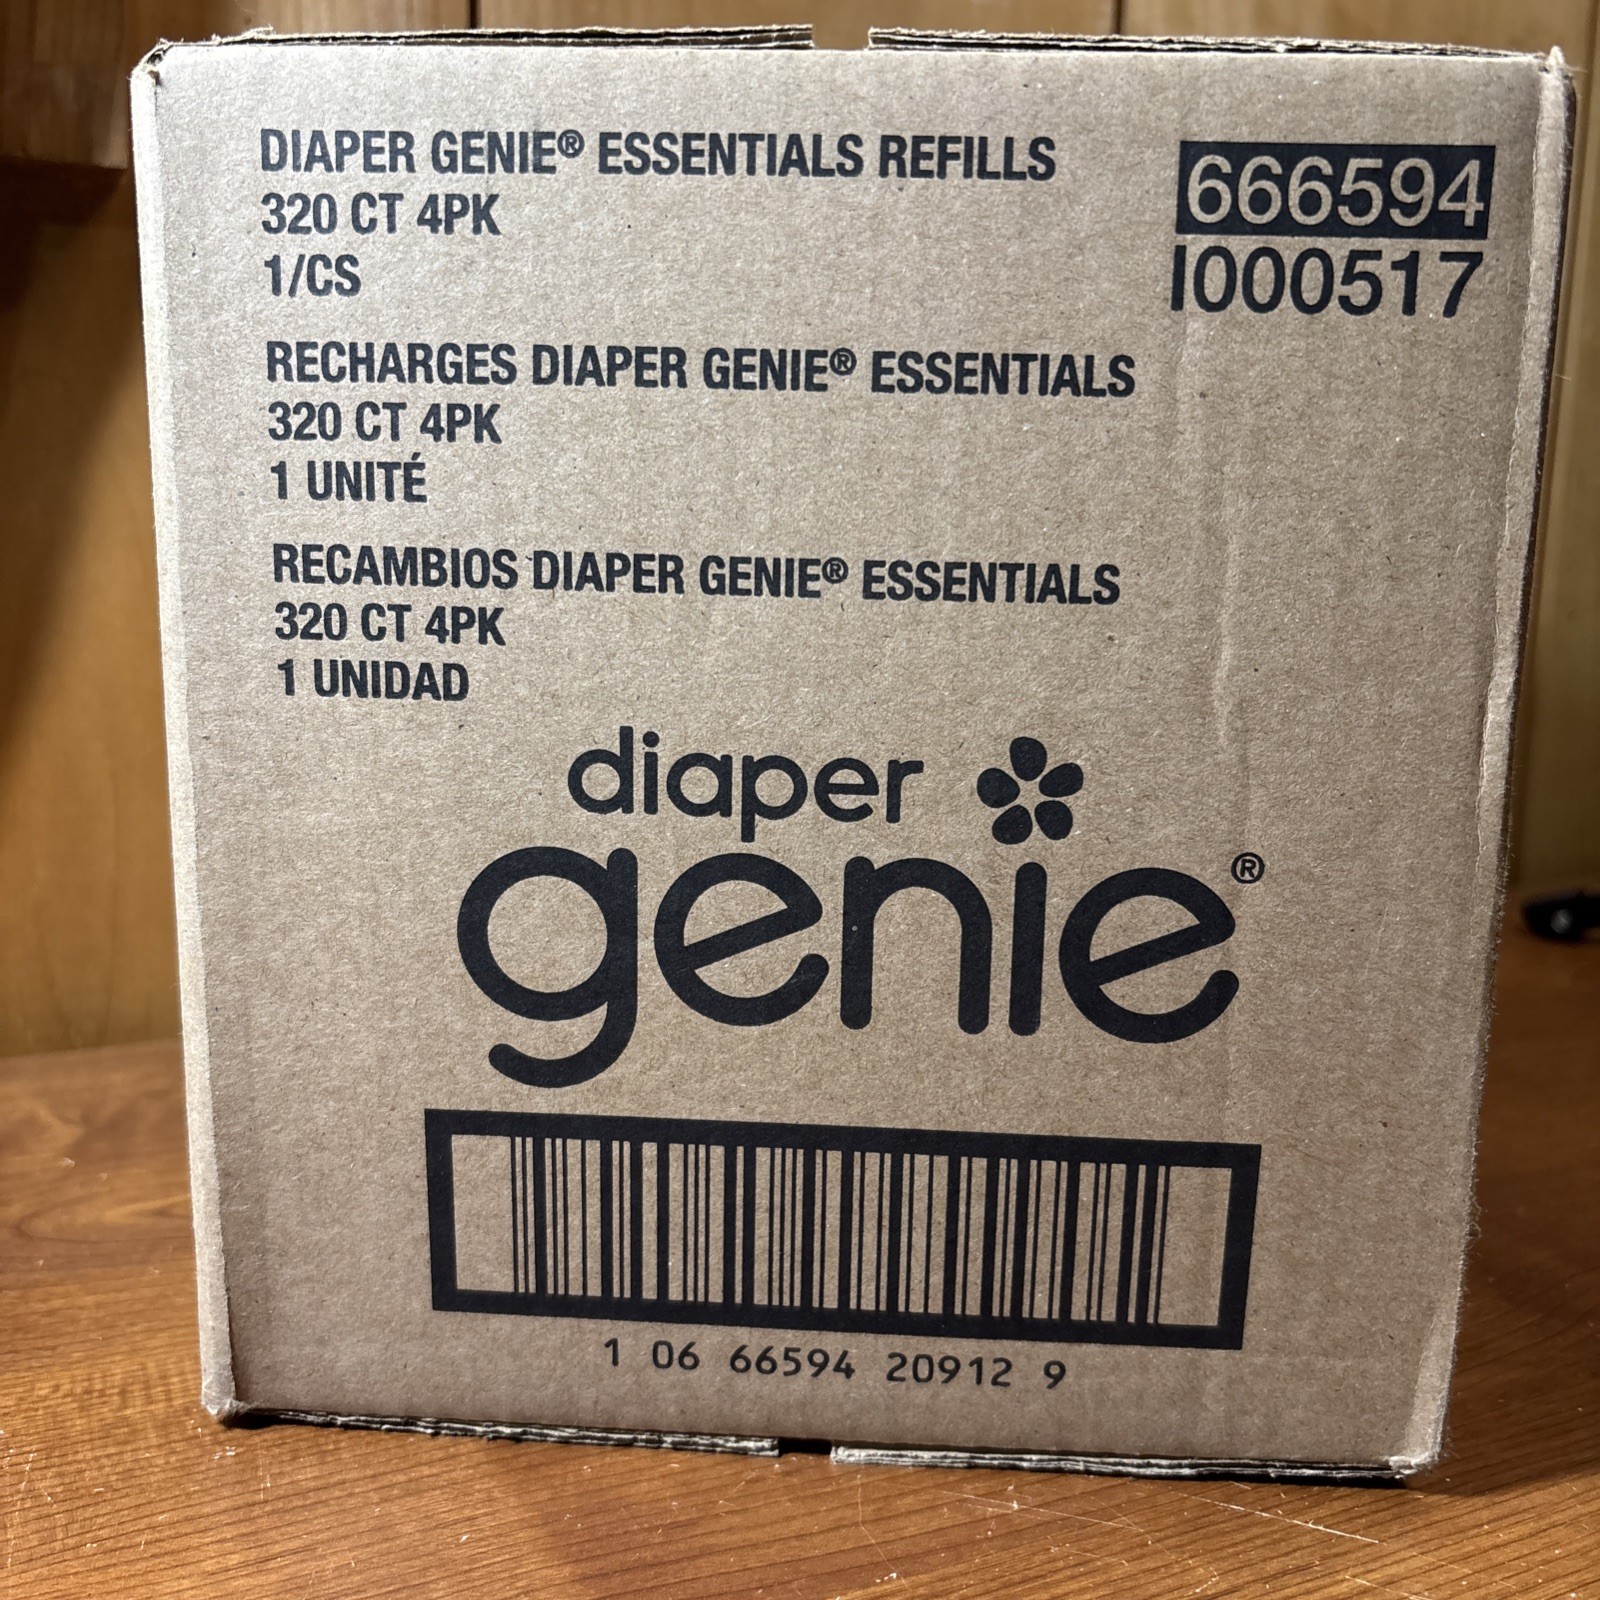 DIAPER GENIE® ESSENTIALS REFILLS
320 CT 4PK
1/CS
666594
I000517
RECHARGES DIAPER GENIE® ESSENTIALS
320 CT 4PK
1 UNITÉ
RECAMBIOS DIAPER GENIE® ESSENTIALS
320 CT 4PK
1 UNIDAD
diaper
genie®
1 06 66594 20912 9